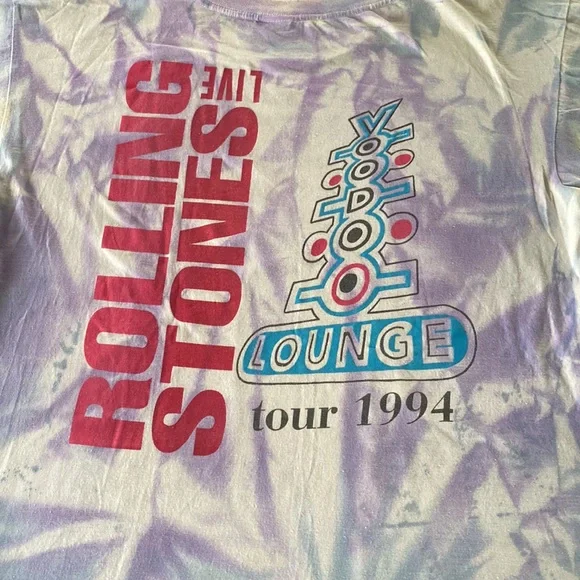 ROLLING
STONES
LIVE
VOODOO
LOUNGE
tour 1994